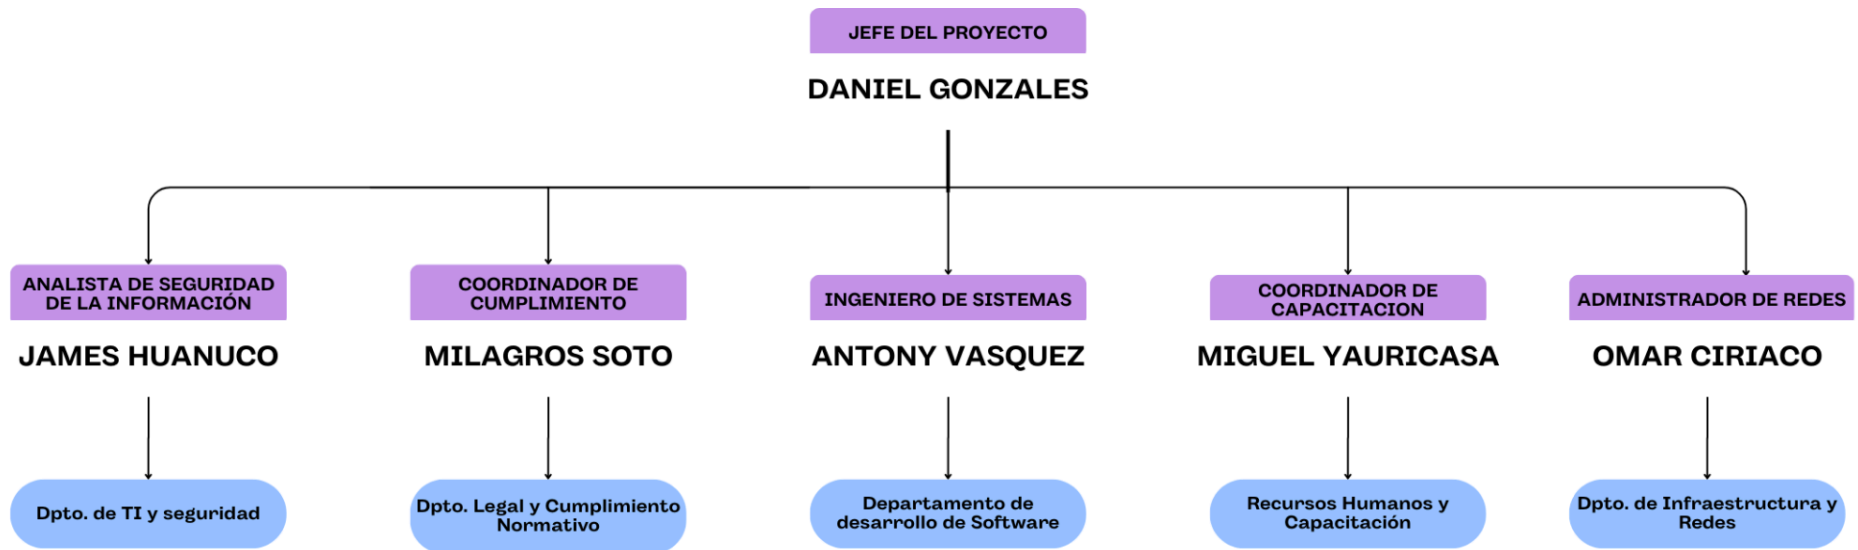 JEFE DEL PROYECTO
DANIEL GONZALES
ANALISTA DE SEGURIDAD
DE LA INFORMACIÓN
JAMES HUANUCO
Dpto. de TI y seguridad
COORDINADOR DE
CUMPLIMIENTO
MILAGROS SOTO
Dpto. Legal y Cumplimiento
Normativo
INGENIERO DE SISTEMAS
ANTONY VASQUEZ
Departamento de
desarrollo de Software
COORDINADOR DE
CAPACITACION
MIGUEL YAURICASA
Recursos Humanos y
Capacitación
ADMINISTRADOR DE REDES
OMAR CIRIACO
Dpto. de Infraestructura y
Redes